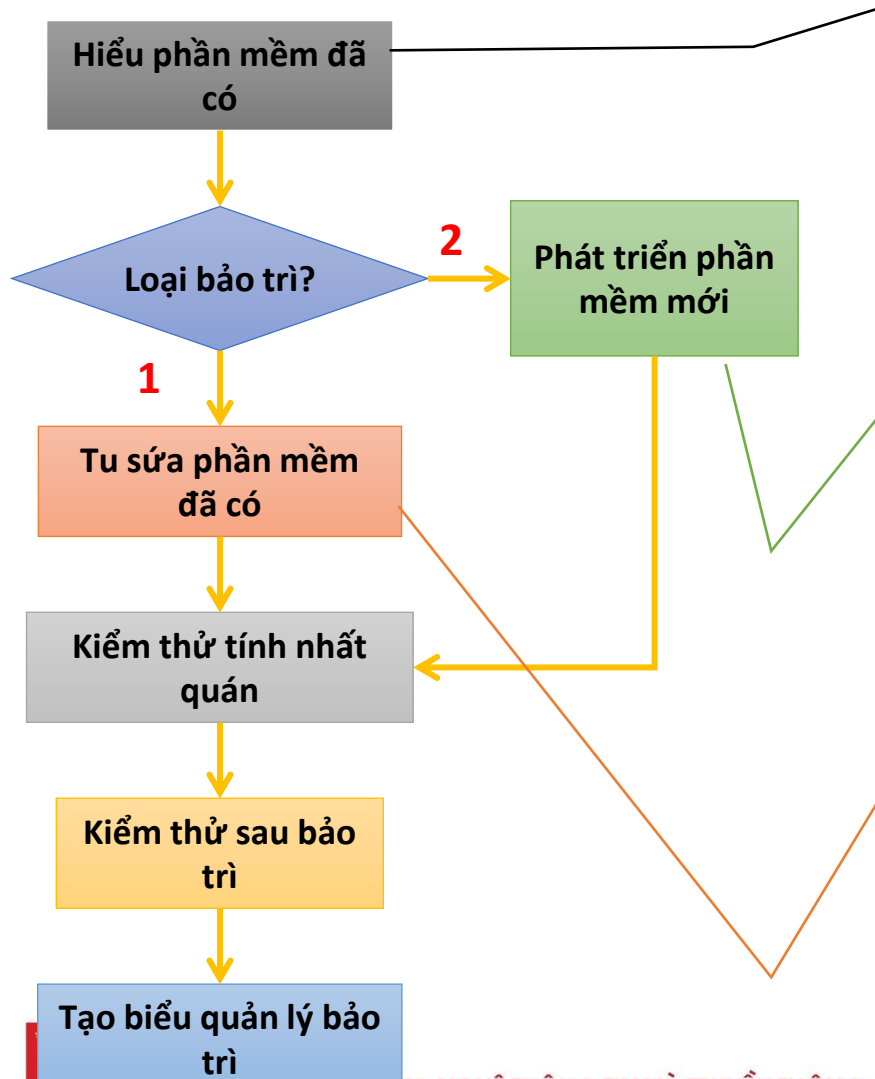 Hiểu phần mềm đã
có
Loại bảo trì?
2
Phát triển phần
mềm mới
1
Tu sứa phần mềm
đã có
Kiểm thử tính nhất
quán
Kiểm thử sau bảo
trì
Tạo biểu quản lý bảo
trì